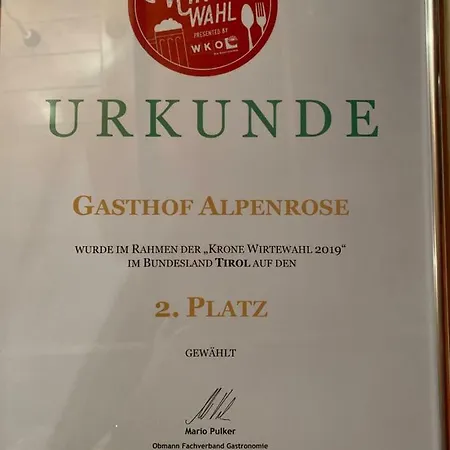 WAHL
PRESENTED BY
WKO
URKUNDE
GASTHOF ALPENROSE
WURDE IM RAHMEN DER „KRONE WIRTEWAHL 2019“
IM BUNDESLAND TIROL AUF DEN
2. PLATZ
GEWÄHLT
Mario Pulker
Obmann Fachverband Gastronomie